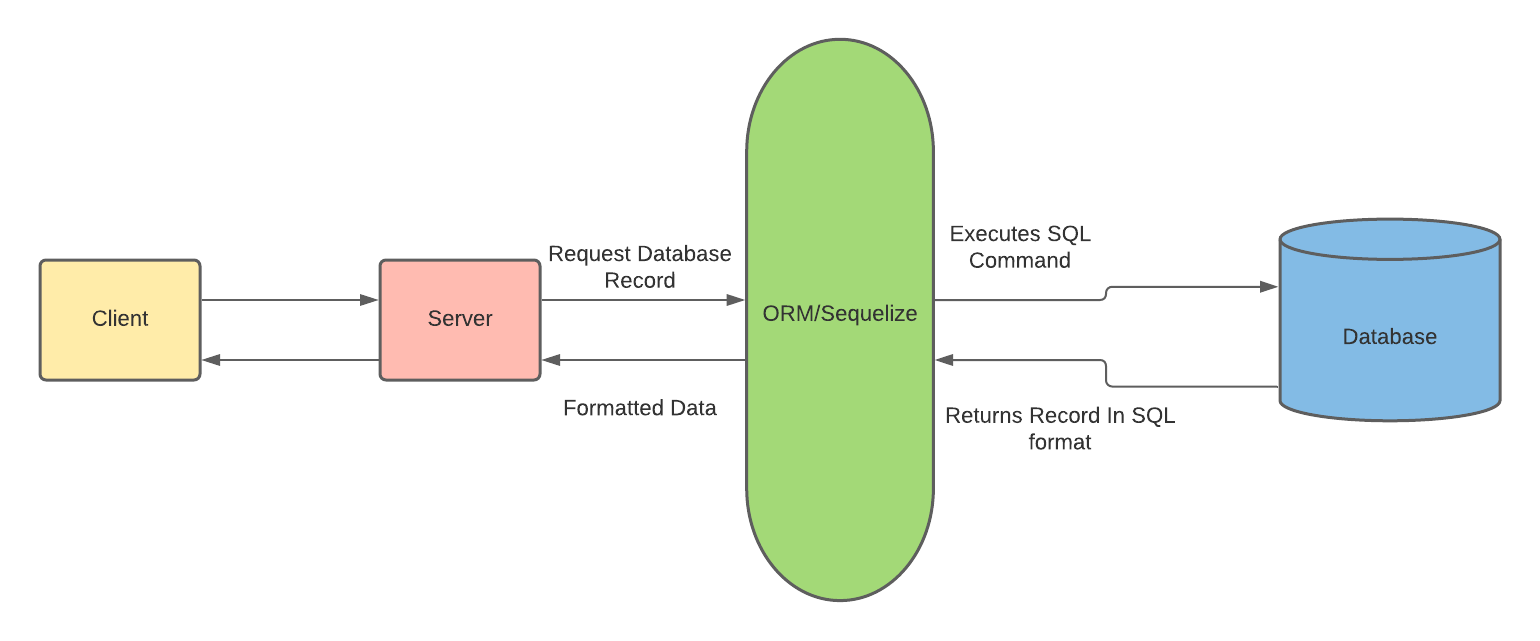 Client
Server
Request Database
Record
Formatted Data
ORM/Sequelize
Executes SQL
Command
Returns Record In SQL
format
Database